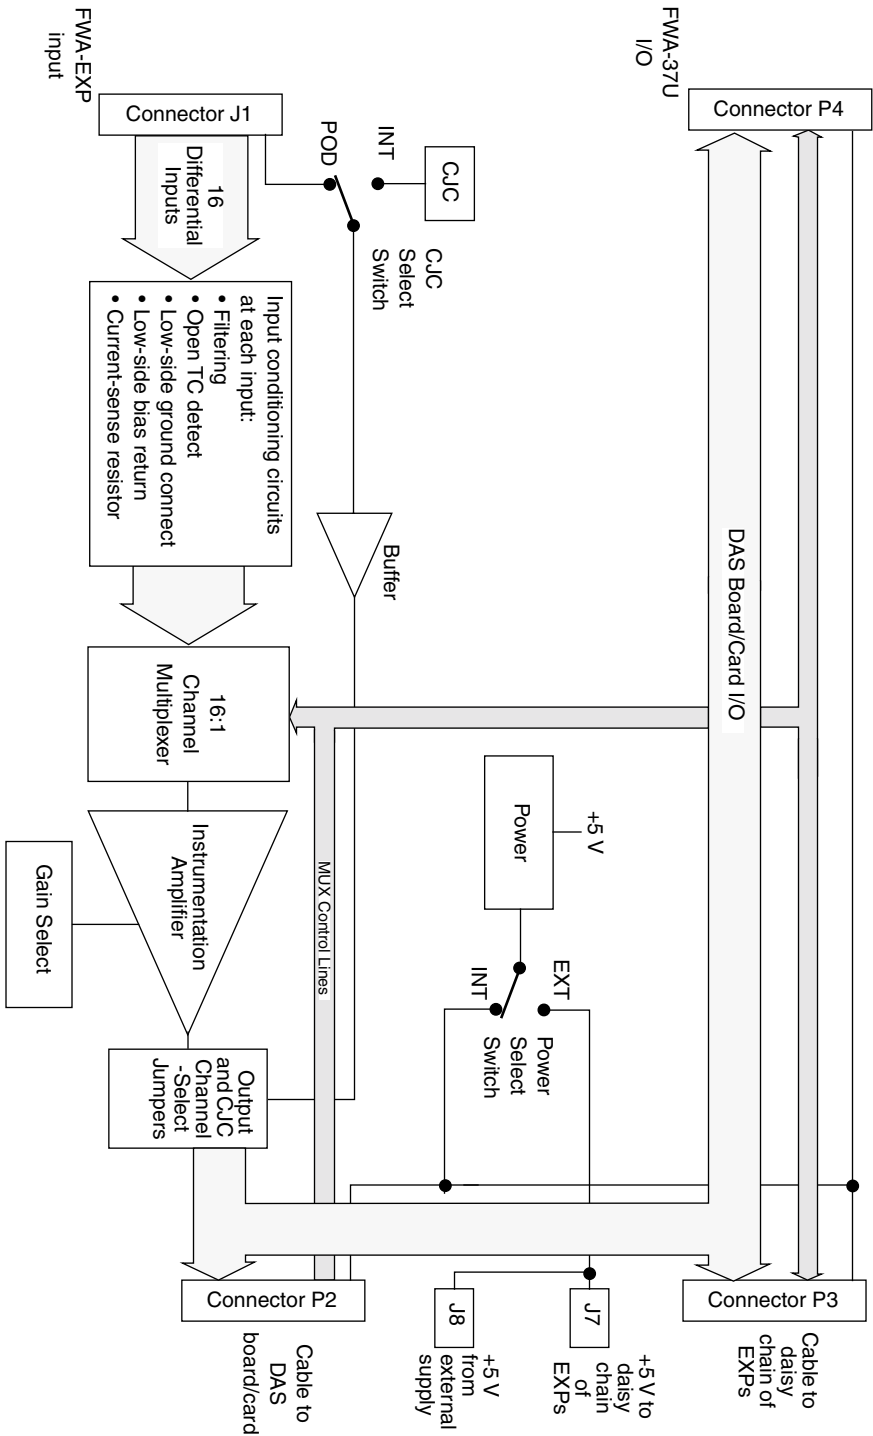 FWA-EXP
input
Connector J1
16
Differential
Inputs
POD
INT
CJC
CJC
Select
Switch
Input conditioning circuits
at each input:
• Filtering
• Open TC detect
• Low-side ground connect
• Low-side bias return
• Current-sense resistor
Buffer
16:1
Channel
Multiplexer
Instrumentation
Amplifier
Gain Select
MUX Control Lines
Output
and CJC
Channel
-Select
Jumpers
Connector P2
Cable to
DAS
board/card
FWA-37U
I/O
Connector P4
DAS Board/Card I/O
+5 V
Power
INT
EXT
Power
Select
Switch
J8
+5 V
from
external
supply
J7
+5 V to
daisy
chain
of
EXPs
Connector P3
Cable to
daisy
chain of
EXPs